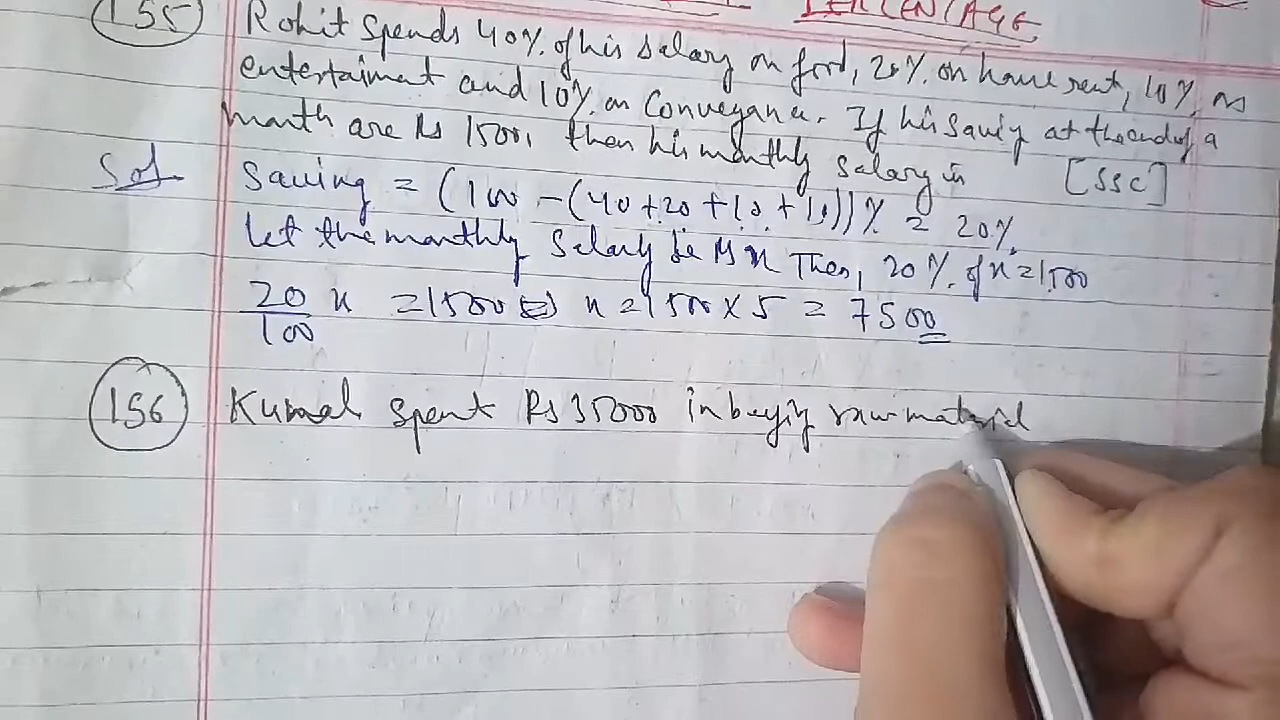 PERCENTAGE
155 Rohit spends 40% of his salary on food, 20% on house rent, 10% on
entertaiment and 10% on Conveyance. If his saving at the end of a
month are Rs 1500, then his monthly salary is [SSC]
Sol Saving = (100 - (40+20+10+10))% = 20%
Let the monthly Salary be Rs x Then, 20% of x = 1500
20/100 x = 1500 ⇒ x = 1500 × 5 = 7500
156 Kumal spent Rs 35000 in buying raw material